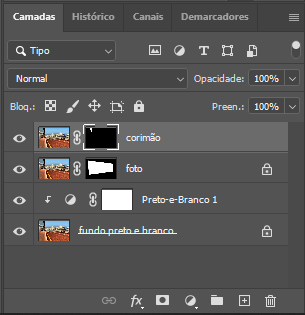 Camadas Histórico Canais Demarcadores
Tipo
Normal Opacidade: 100%
Bloq.: Preen.: 100%
corimão
foto
Preto-e-Branco 1
fundo preto e branco
fx